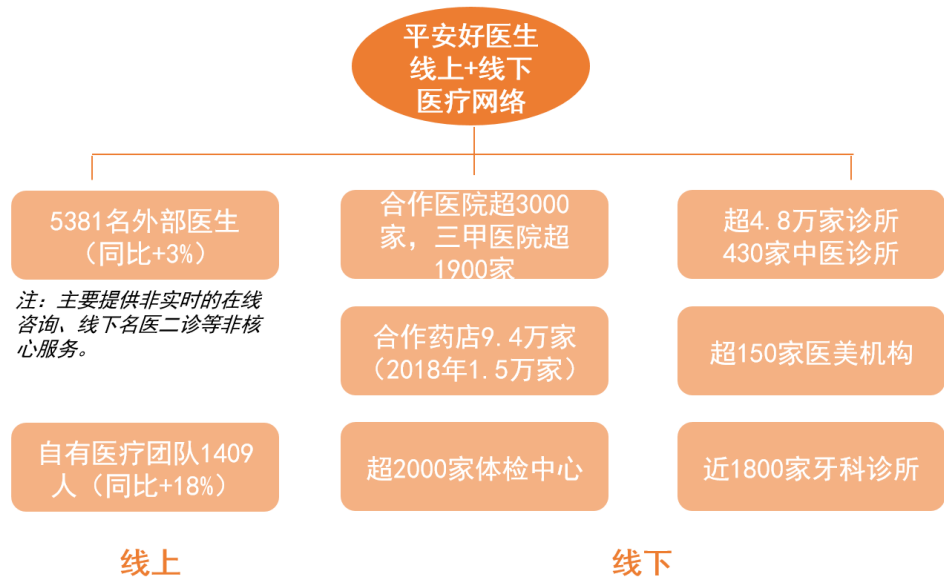 平安好医生
线上+线下
医疗网络
5381名外部医生
（同比+3%）
注：主要提供非实时的在线
咨询、线下名医二诊等非核
心服务。
自有医疗团队1409
人（同比+18%）
线上
合作医院超3000
家，三甲医院超
1900家
合作药店9.4万家
（2018年1.5万家）
超2000家体检中心
超4.8万家诊所
430家中医诊所
超150家医美机构
近1800家牙科诊所
线下